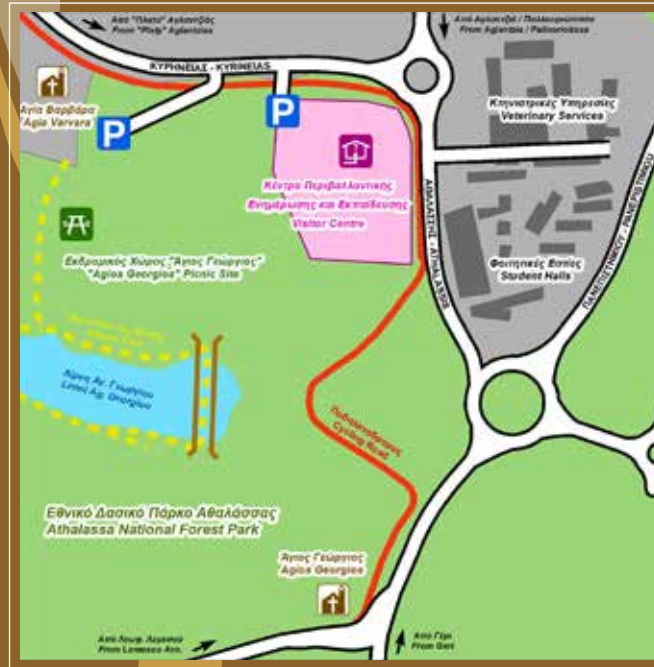 Από "Πλατύ" Αγλαντζιάς
From "Platy" Aglantzias
Από Αγλαντζιά / Παλλουριώτισσα
From Aglantzia / Pallouriotissa
ΚΥΡΗΝΕΙΑΣ - KYRINEIAS
Αγία Βαρβάρα
"Agia Varvara
P
P
Κτηνιατρικές Υπηρεσίες
Veterinary Services
Κέντρο Περιβαλλοντικής
Ενημέρωσης και Εκπαίδευσης
Visitor Centre
ΑΘΑΛΑΣΣΗΣ - ATHALASSIS
ΠΑΝΕΠΙΣΤΗΜΙΟΥ - PANEPISTIMIOU
Εκδρομικός Χώρος "Άγιος Γεώργιος"
"Agios Georgios" Picnic Site
Φοιτητικές Εστίες
Student Halls
Λίμνη Αγ. Γεωργίου
Limni Ag. Georgiou
Ποδηλατόδρομος
Cycling Road
Εθνικό Δασικό Πάρκο Αθαλάσσας
Athalassa National Forest Park
Άγιος Γεώργιος
Agios Georgios
Από Λεωφ. Λεμεσού
From Lemesou Ave.
Από Γέρι
From Geri